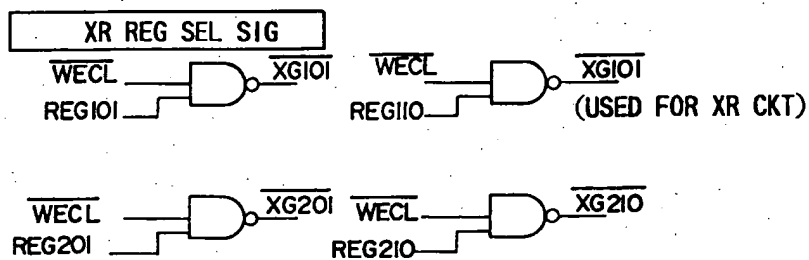 XR REG SEL SIG
WECL XG101
REG101
WECL XG101
REG110 (USED FOR XR CKT)
WECL XG201
REG201
WECL XG210
REG210